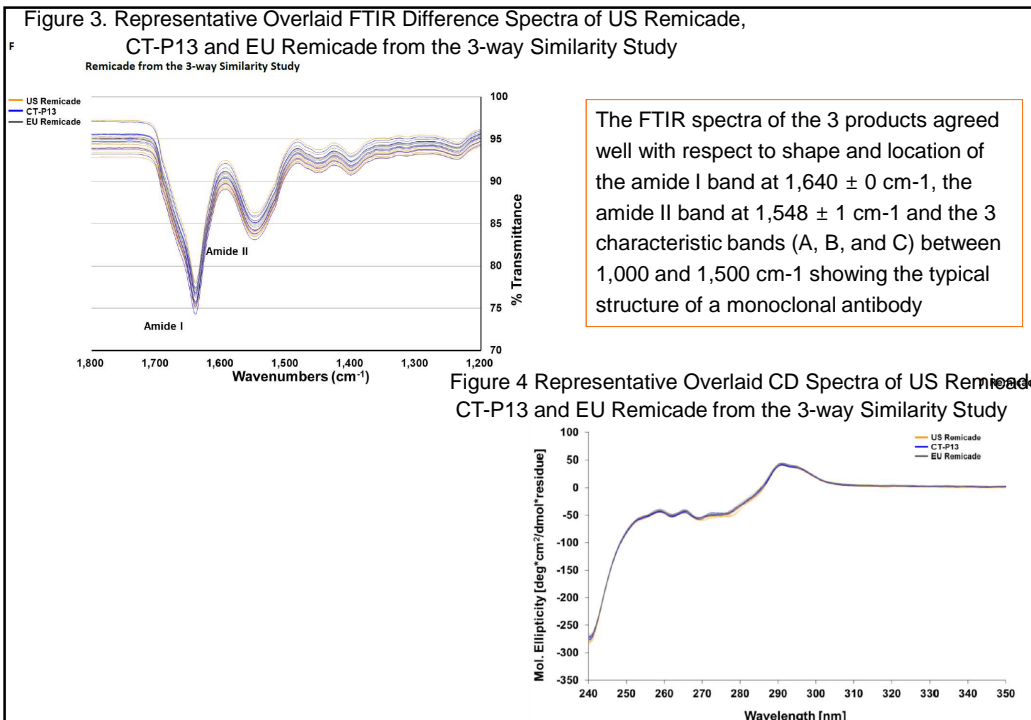 Figure 3. Representative Overlaid FTIR Difference Spectra of US Remicade,
CT-P13 and EU Remicade from the 3-way Similarity Study
F
Remicade from the 3-way Similarity Study
US Remicade
CT-P13
EU Remicade
100
95
90
85
80
75
70
% Transmittance
Amide II
Amide I
1,800
1,700
1,600
1,500
1,400
1,300
1,200
Wavenumbers (cm-1)
The FTIR spectra of the 3 products agreed
well with respect to shape and location of
the amide I band at 1,640 ± 0 cm-1, the
amide II band at 1,548 ± 1 cm-1 and the 3
characteristic bands (A, B, and C) between
1,000 and 1,500 cm-1 showing the typical
structure of a monoclonal antibody
Figure 4 Representative Overlaid CD Spectra of US Remicade
CT-P13 and EU Remicade from the 3-way Similarity Study
US Remicade
CT-P13
EU Remicade
100
50
0
-50
-100
-150
-200
-250
-300
-350
Mol. Ellipticity [deg*cm2/dmol*residue]
240
250
260
270
280
290
300
310
320
330
340
350
Wavelength [nm]